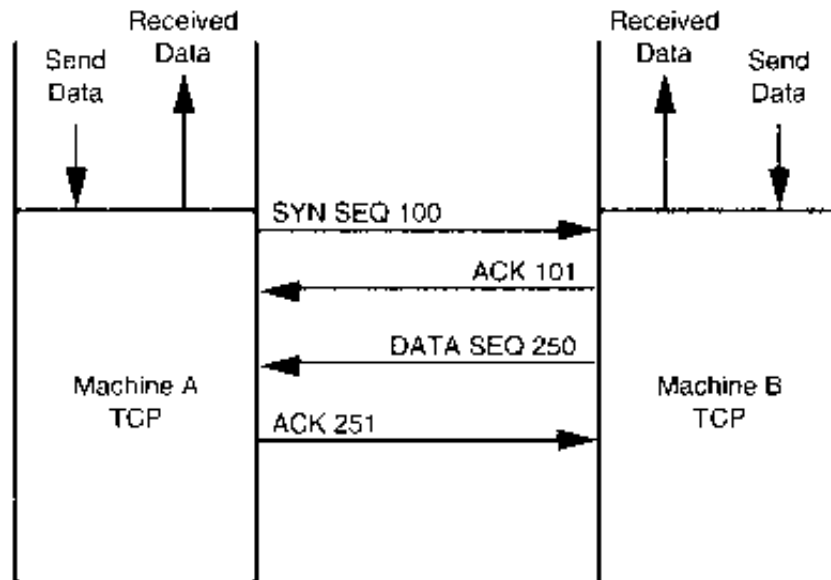 Received
Data
Send
Data
Received
Data
Send
Data
SYN SEQ 100
ACK 101
DATA SEQ 250
ACK 251
Machine A
TCP
Machine B
TCP